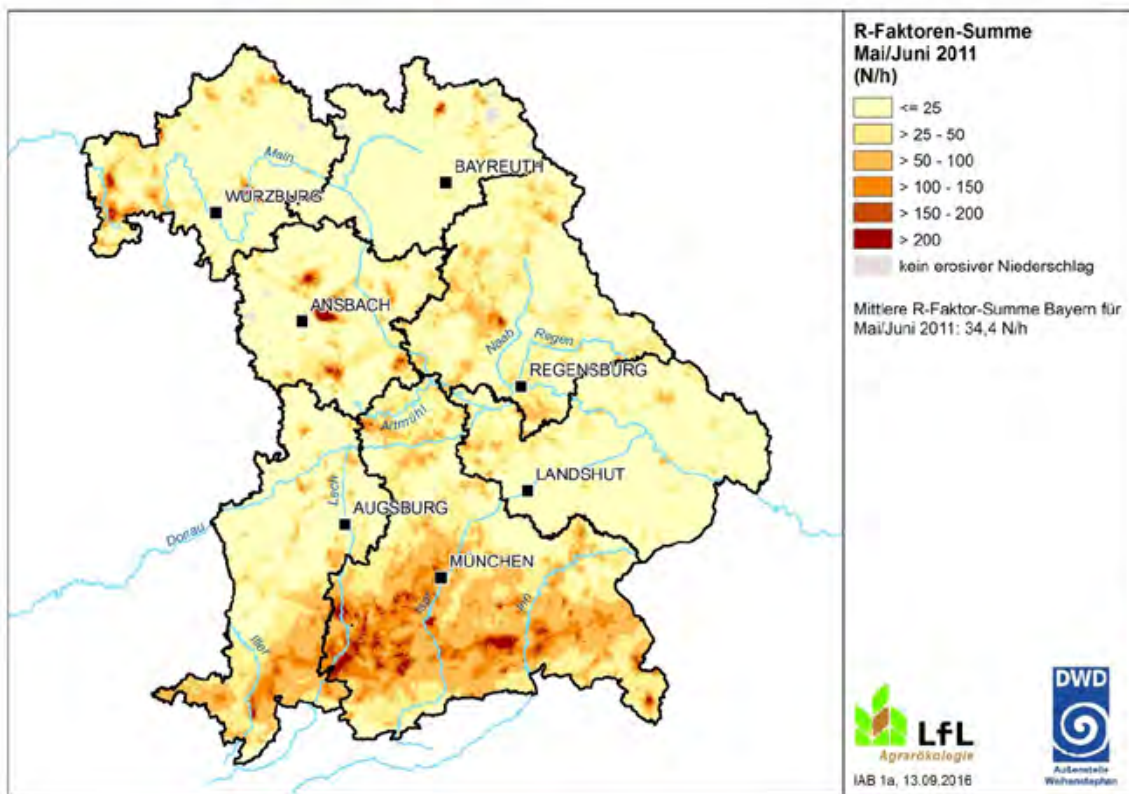 R-Faktoren-Summe
Mai/Juni 2011
(N/h)
<= 25
> 25 - 50
> 50 - 100
> 100 - 150
> 150 - 200
> 200
kein erosiver Niederschlag
Mittlere R-Faktor-Summe Bayern für
Mai/Juni 2011: 34,4 N/h
Main
BAYREUTH
WÜRZBURG
ANSBACH
Naab
Regen
REGENSBURG
Altmühl
LANDSHUT
Lech
AUGSBURG
Donau
MÜNCHEN
Isar
Inn
Iller
DWD
LfL
Agrarökologie
Außenstelle
Weihenstephan
IAB 1a, 13.09.2016